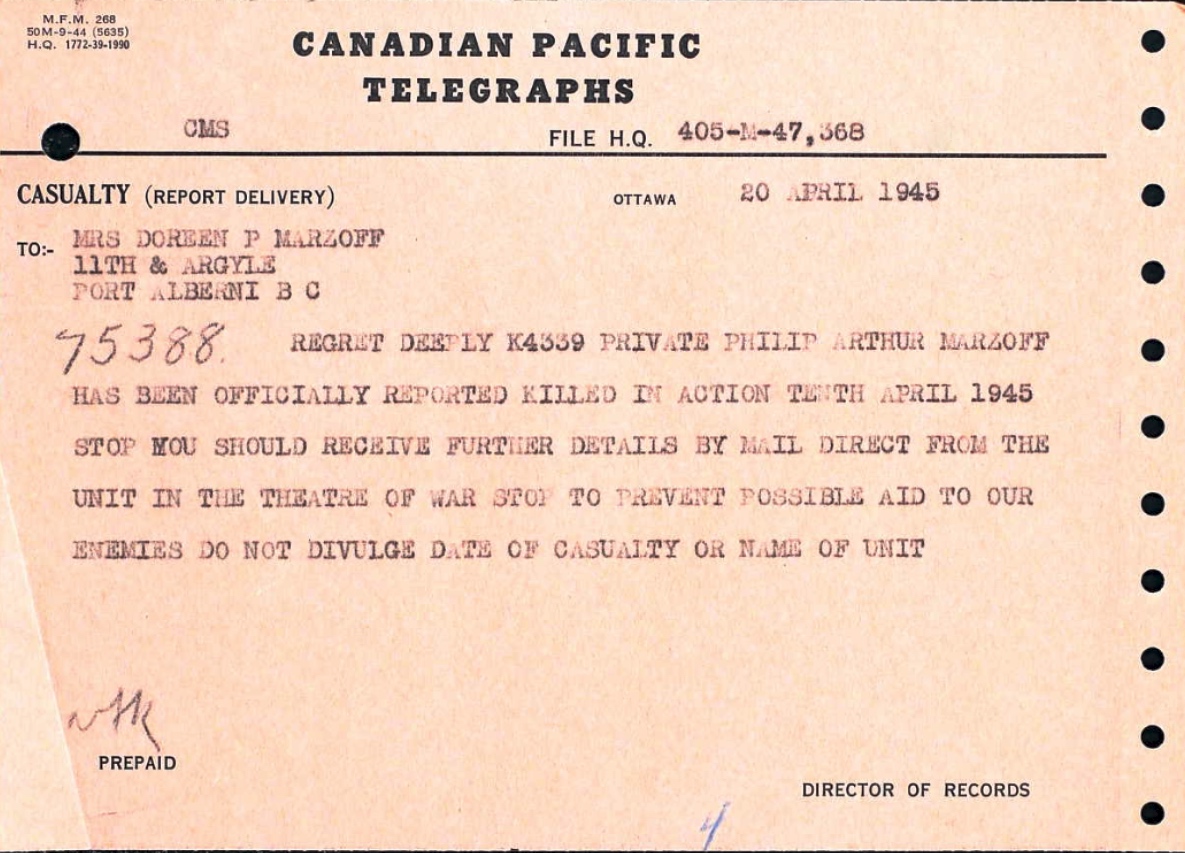 M.F.M. 268
50M-9-44 (5635)
H.Q. 1772-39-1990
CANADIAN PACIFIC
TELEGRAPHS
CMS FILE H.Q. 405-M-47,368
CASUALTY (REPORT DELIVERY) OTTAWA 20 APRIL 1945
TO:- MRS DOREEN P MARZOFF
11TH & ARGYLE
PORT ALBERNI B C
75388. REGRET DEEPLY K4339 PRIVATE PHILIP ARTHUR MARZOFF
HAS BEEN OFFICIALLY REPORTED KILLED IN ACTION TENTH APRIL 1945
STOP MOU SHOULD RECEIVE FURTHER DETAILS BY MAIL DIRECT FROM THE
UNIT IN THE THEATRE OF WAR STOP TO PREVENT POSSIBLE AID TO OUR
ENEMIES DO NOT DIVULGE DATE OF CASUALTY OR NAME OF UNIT
PREPAID
DIRECTOR OF RECORDS
4